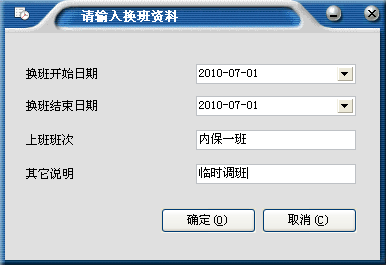 请输入换班资料
换班开始日期 2010-07-01
换班结束日期 2010-07-01
上班班次 内保一班
其它说明 临时调班
确定(O) 取消(C)